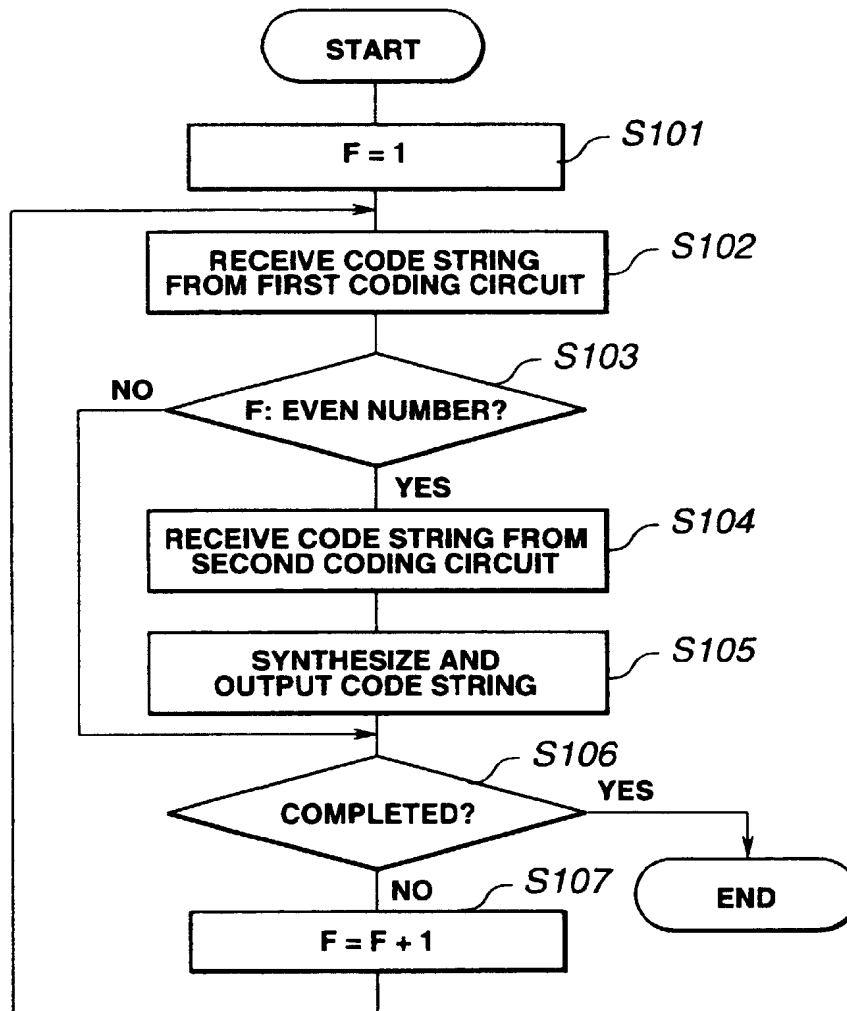 START
F = 1
S101
RECEIVE CODE STRING
FROM FIRST CODING CIRCUIT
S102
S103
NO
F: EVEN NUMBER?
YES
RECEIVE CODE STRING FROM
SECOND CODING CIRCUIT
S104
SYNTHESIZE AND
OUTPUT CODE STRING
S105
S106
COMPLETED?
YES
NO
S107
END
F = F + 1